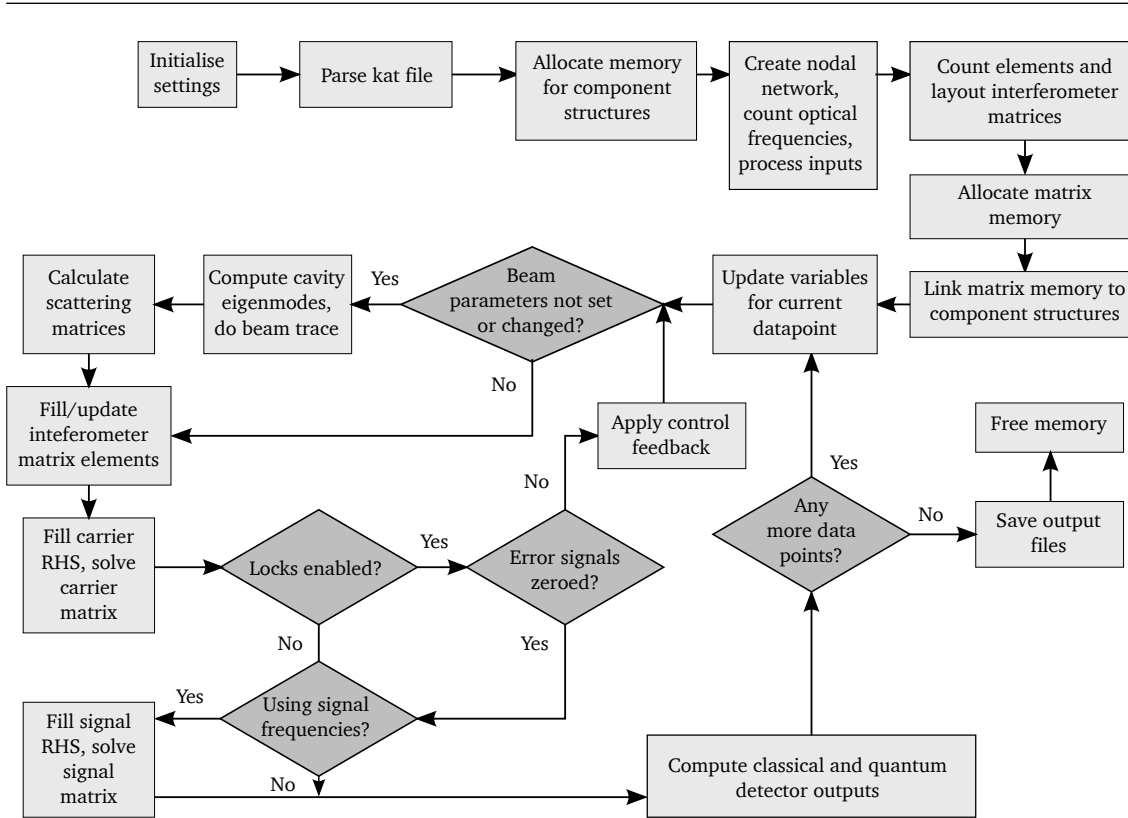 Initialise
settings
Parse kat file
Allocate memory
for component
structures
Create nodal
network,
count optical
frequencies,
process inputs
Count elements and
layout interferometer
matrices
Allocate matrix
memory
Link matrix memory to
component structures
Update variables
for current
datapoint
Beam
parameters not set
or changed?
Yes
No
Compute cavity
eigenmodes,
do beam trace
Calculate
scattering
matrices
Fill/update
inteferometer
matrix elements
Fill carrier
RHS, solve
carrier
matrix
Locks enabled?
Yes
No
Error signals
zeroed?
No
Yes
Apply control
feedback
Using signal
frequencies?
Yes
No
Fill signal
RHS, solve
signal
matrix
Compute classical and quantum
detector outputs
Any
more data
points?
Yes
No
Save output
files
Free memory